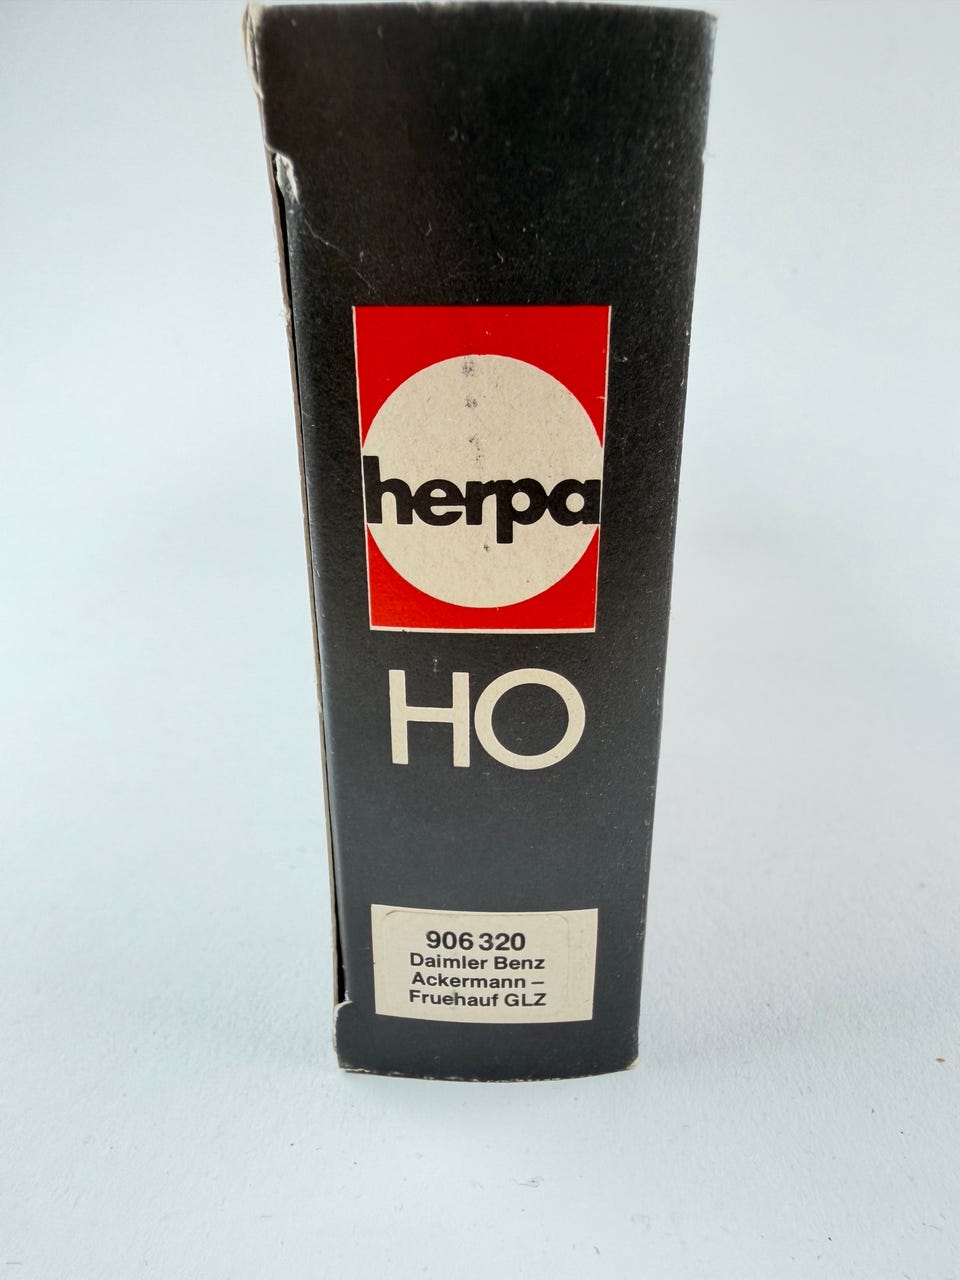 herpa
HO
906 320
Daimler Benz
Ackermann –
Fruehauf GLZ